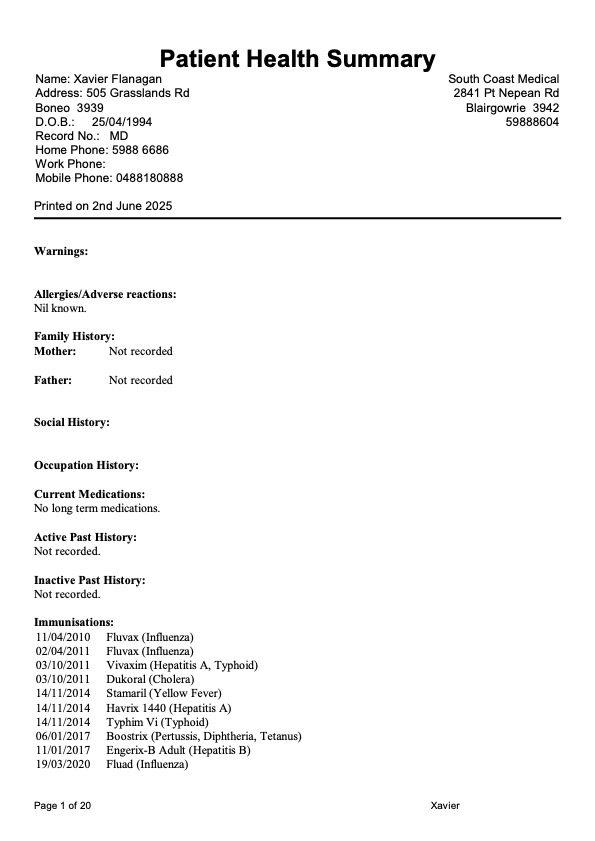 Patient Health Summary
Name: Xavier Flanagan
Address: 505 Grasslands Rd
Boneo 3939
D.O.B.: 25/04/1994
Record No.: MD
Home Phone: 5988 6686
Work Phone:
Mobile Phone: 0488180888
South Coast Medical
2841 Pt Nepean Rd
Blairgowrie 3942
59888604
Printed on 2nd June 2025
Warnings:
Allergies/Adverse reactions:
Nil known.
Family History:
Mother: Not recorded
Father: Not recorded
Social History:
Occupation History:
Current Medications:
No long term medications.
Active Past History:
Not recorded.
Inactive Past History:
Not recorded.
Immunisations:
11/04/2010 Fluvax (Influenza)
02/04/2011 Fluvax (Influenza)
03/10/2011 Vivaxim (Hepatitis A, Typhoid)
03/10/2011 Dukoral (Cholera)
14/11/2014 Stamaril (Yellow Fever)
14/11/2014 Havrix 1440 (Hepatitis A)
14/11/2014 Typhim Vi (Typhoid)
06/01/2017 Boostrix (Pertussis, Diphtheria, Tetanus)
11/01/2017 Engerix-B Adult (Hepatitis B)
19/03/2020 Fluad (Influenza)
Page 1 of 20 Xavier